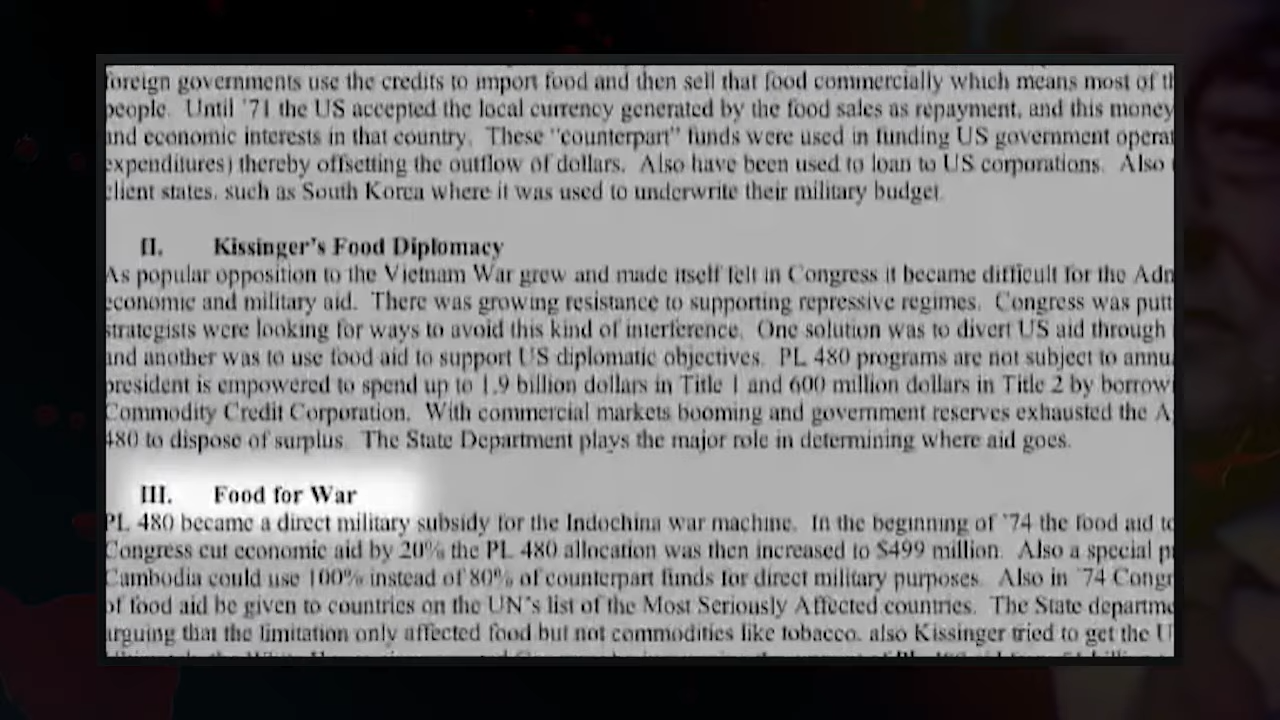 foreign governments use the credits to import food and then sell that food commercially which means most of th
people. Until '71 the US accepted the local currency generated by the food sales as repayment, and this money
and economic interests in that country. These "counterpart" funds were used in funding US government operat
expenditures) thereby offsetting the outflow of dollars. Also have been used to loan to US corporations. Also
client states, such as South Korea where it was used to underwrite their military budget.
II. Kissinger's Food Diplomacy
As popular opposition to the Vietnam War grew and made itself felt in Congress it became difficult for the Adn
economic and military aid. There was growing resistance to supporting repressive regimes. Congress was putt
strategists were looking for ways to avoid this kind of interference. One solution was to divert US aid through
and another was to use food aid to support US diplomatic objectives. PL 480 programs are not subject to annu
president is empowered to spend up to 1.9 billion dollars in Title 1 and 600 million dollars in Title 2 by borrow
Commodity Credit Corporation. With commercial markets booming and government reserves exhausted the A
480 to dispose of surplus. The State Department plays the major role in determining where aid goes.
III. Food for War
PL 480 became a direct military subsidy for the Indochina war machine. In the beginning of '74 the food aid to
Congress cut economic aid by 20% the PL 480 allocation was then increased to $499 million. Also a special p
Cambodia could use 100% instead of 80% of counterpart funds for direct military purposes. Also in '74 Congr
of food aid be given to countries on the UN's list of the Most Seriously Affected countries. The State departme
arguing that the limitation only affected food but not commodities like tobacco. also Kissinger tried to get the U